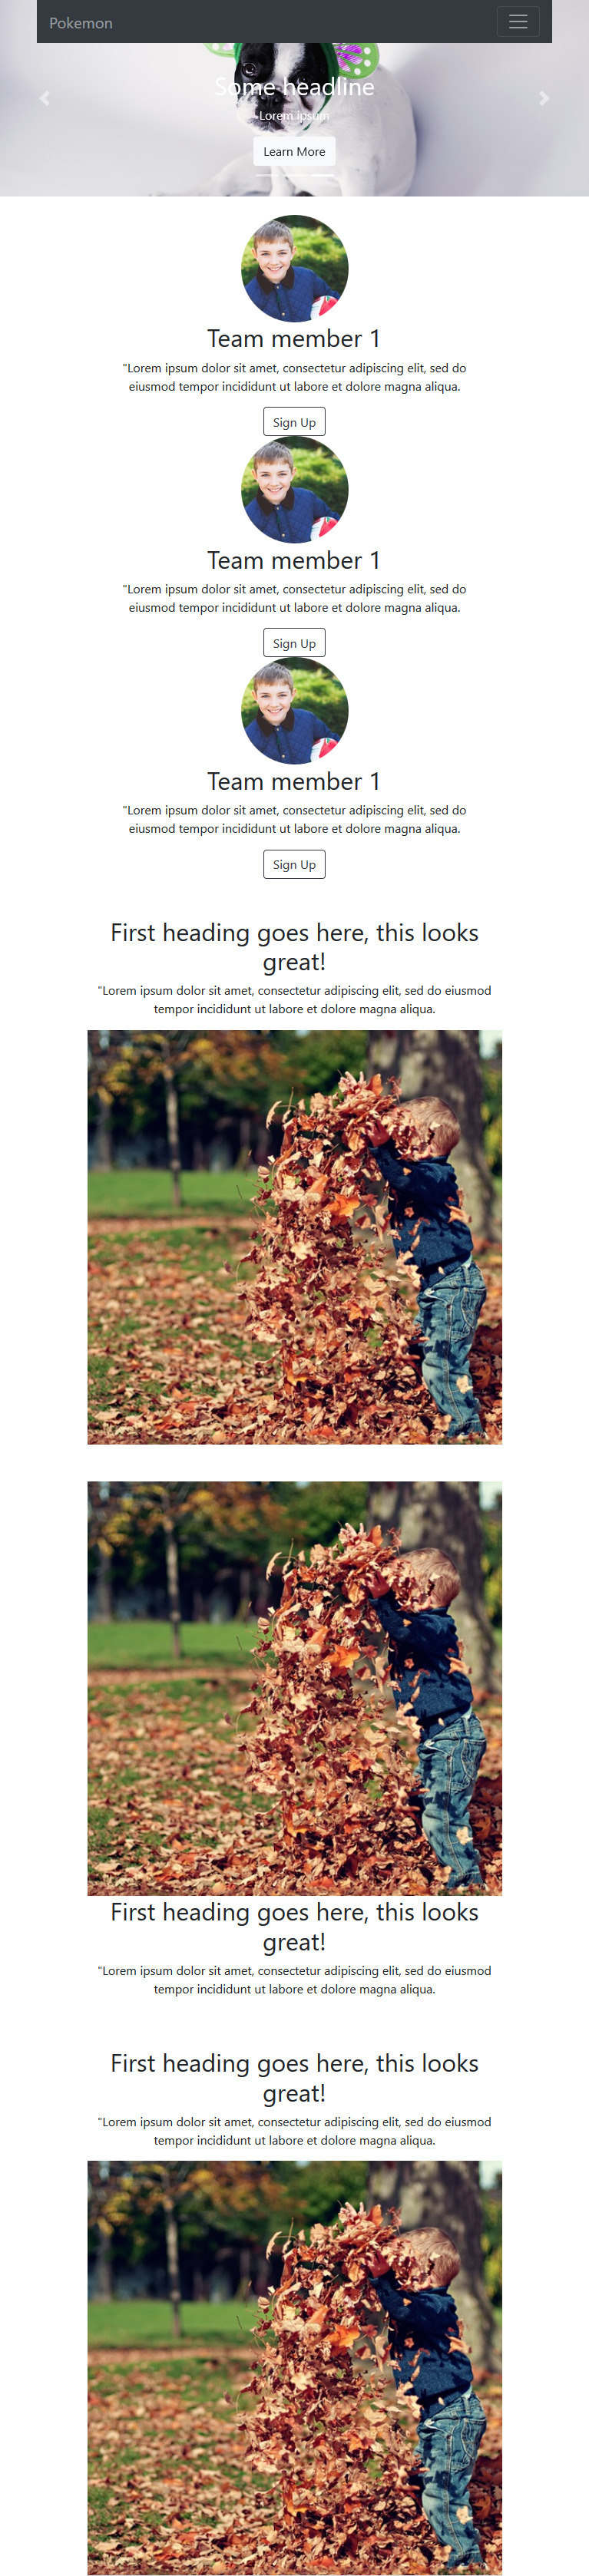 Pokemon
Some headline
Lorem ipsum
Learn More
Team member 1
"Lorem ipsum dolor sit amet, consectetur adipiscing elit, sed do
eiusmod tempor incididunt ut labore et dolore magna aliqua.
Sign Up
Team member 1
"Lorem ipsum dolor sit amet, consectetur adipiscing elit, sed do
eiusmod tempor incididunt ut labore et dolore magna aliqua.
Sign Up
Team member 1
"Lorem ipsum dolor sit amet, consectetur adipiscing elit, sed do
eiusmod tempor incididunt ut labore et dolore magna aliqua.
Sign Up
First heading goes here, this looks
great!
"Lorem ipsum dolor sit amet, consectetur adipiscing elit, sed do eiusmod
tempor incididunt ut labore et dolore magna aliqua.
First heading goes here, this looks
great!
"Lorem ipsum dolor sit amet, consectetur adipiscing elit, sed do eiusmod
tempor incididunt ut labore et dolore magna aliqua.
First heading goes here, this looks
great!
"Lorem ipsum dolor sit amet, consectetur adipiscing elit, sed do eiusmod
tempor incididunt ut labore et dolore magna aliqua.